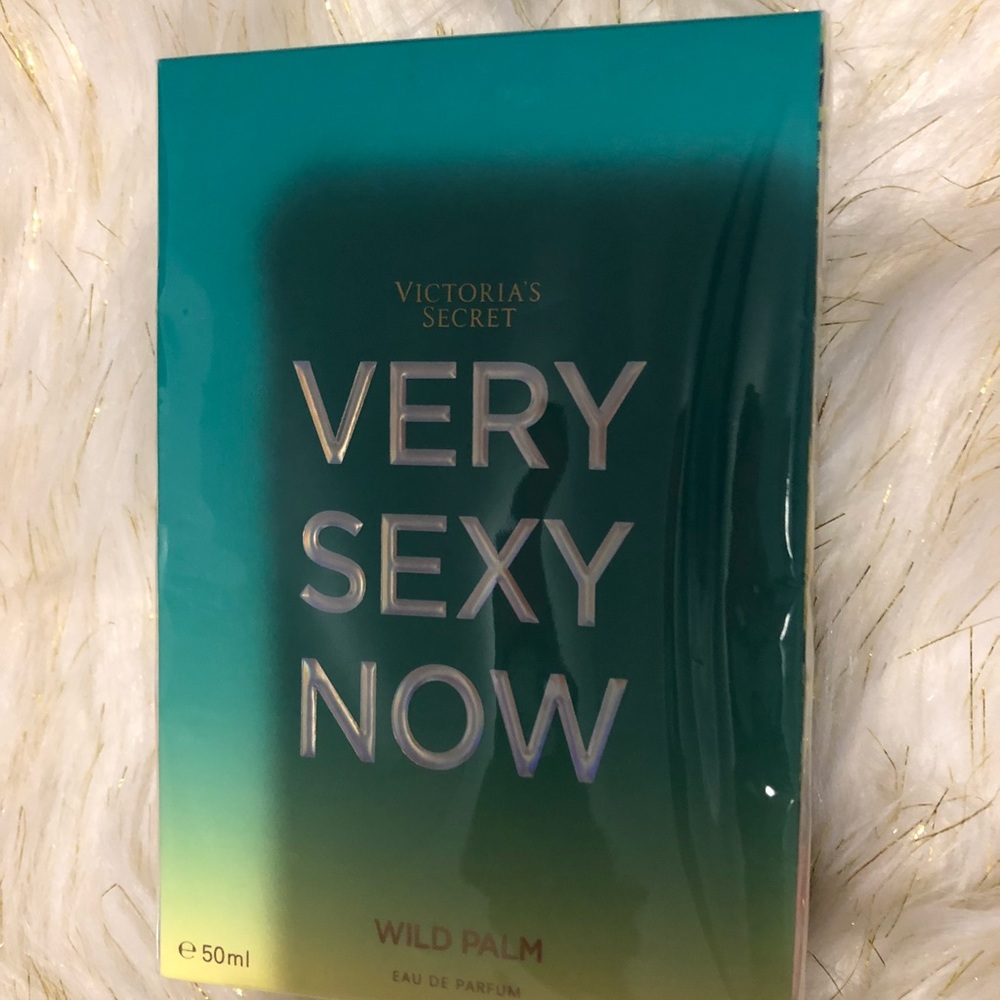 VICTORIA'S
SECRET
VERY
SEXY
NOW
WILD PALM
℮ 50ml
EAU DE PARFUM